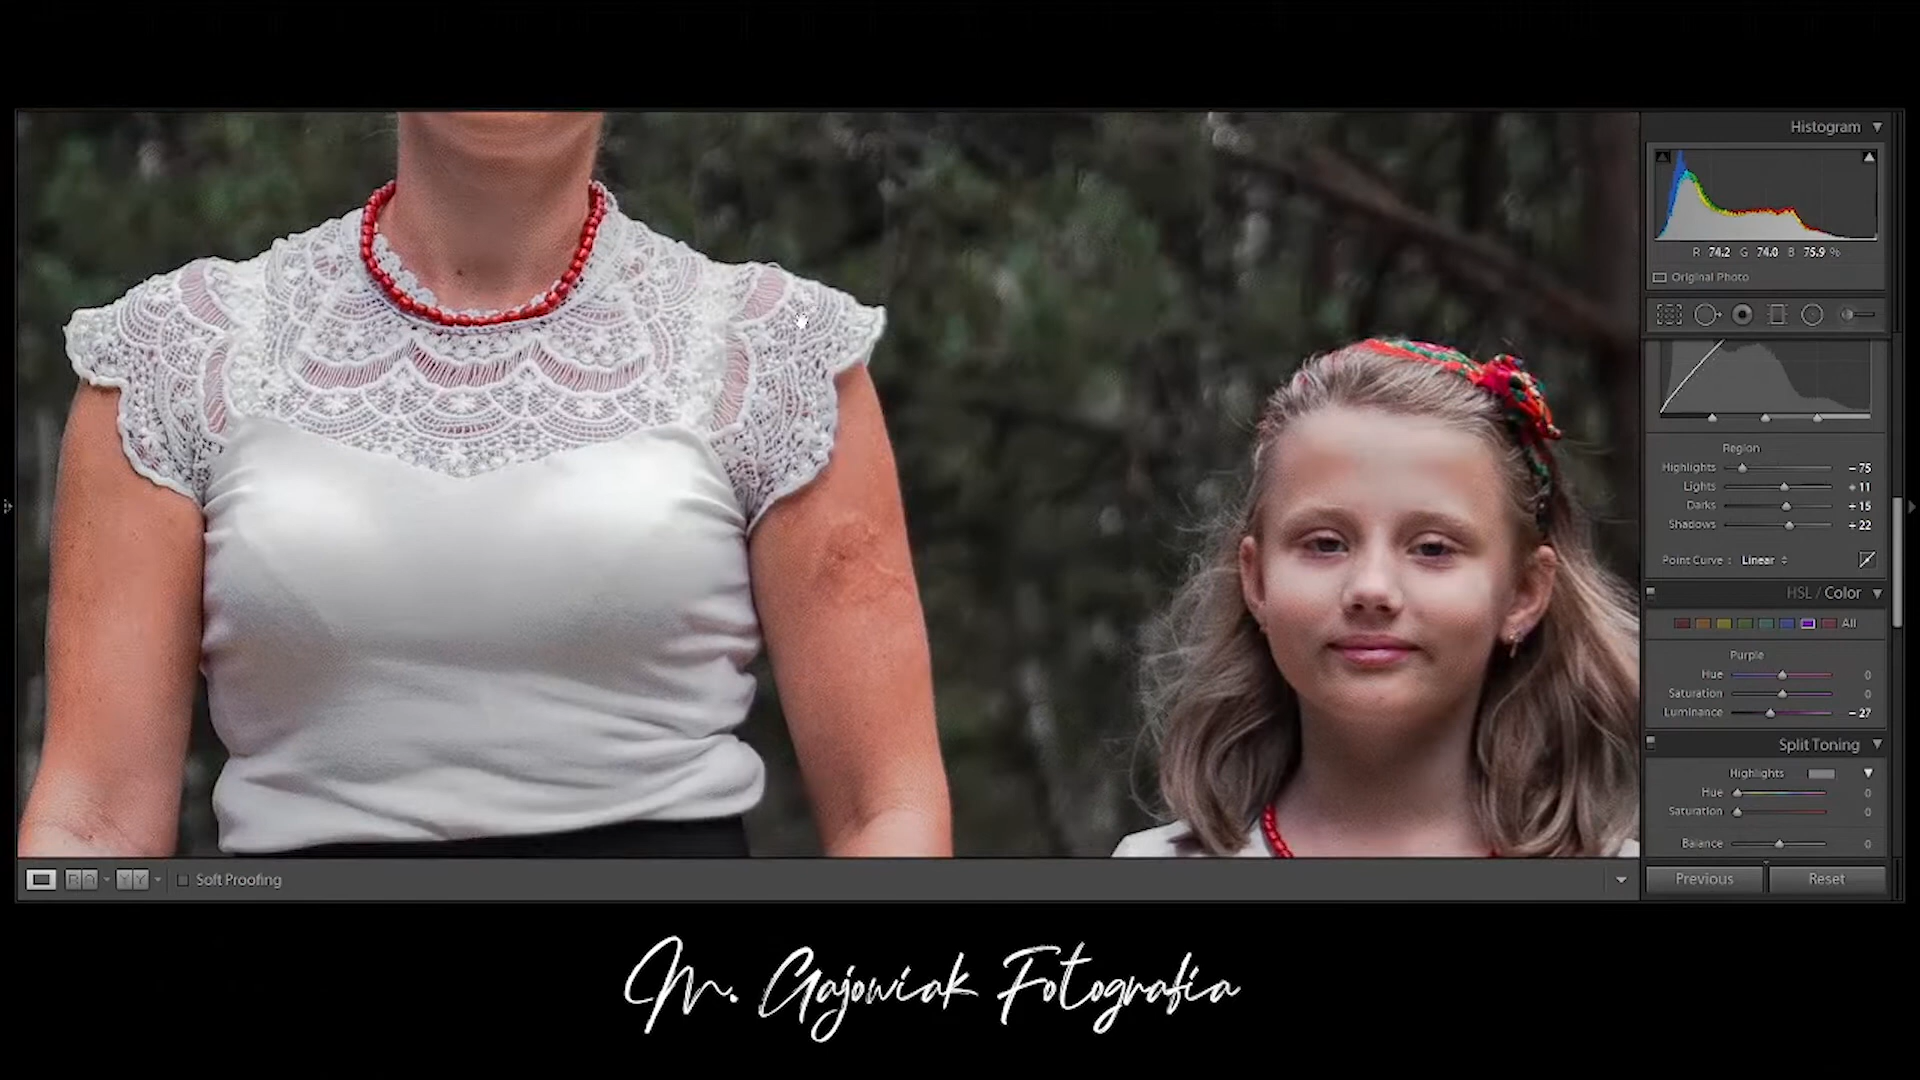 Histogram
R 74.2 G 74.0 B 75.9 %
Original Photo
Region
Highlights - 75
Lights + 11
Darks + 15
Shadows + 22
Point Curve : Linear
HSL / Color
All
Purple
Hue 0
Saturation 0
Luminance - 27
Split Toning
Highlights
Hue 0
Saturation 0
Balance 0
Soft Proofing
Previous Reset
M. Gajowiak Fotografia